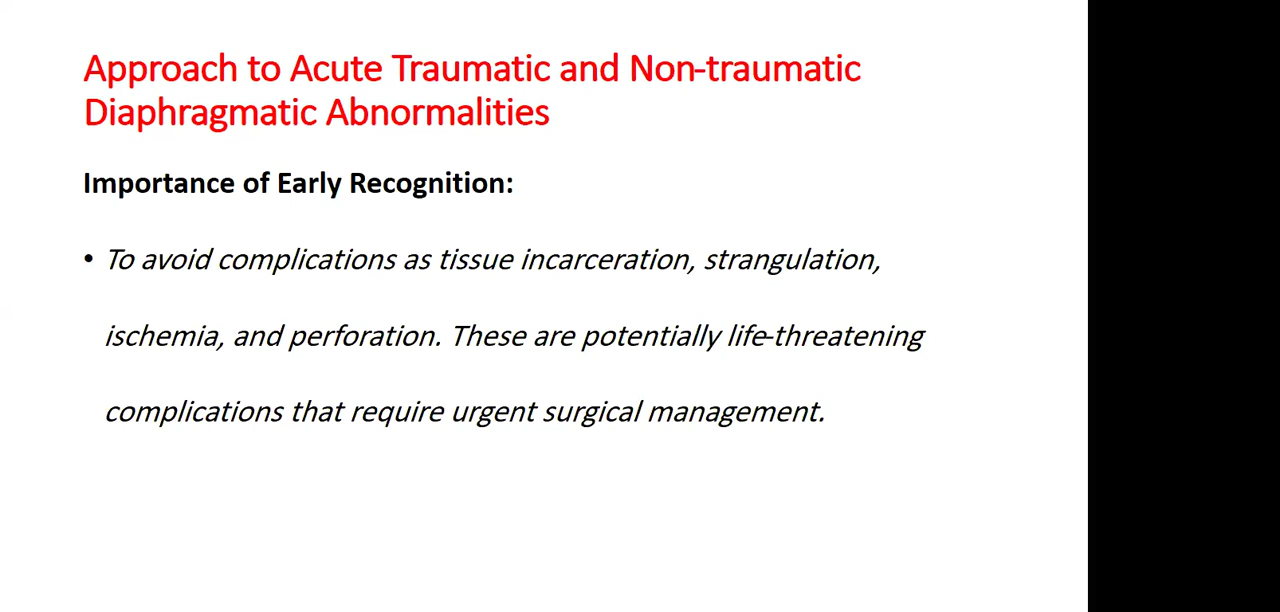 Approach to Acute Traumatic and Non-traumatic
Diaphragmatic Abnormalities
Importance of Early Recognition:
• To avoid complications as tissue incarceration, strangulation,
ischemia, and perforation. These are potentially life-threatening
complications that require urgent surgical management.